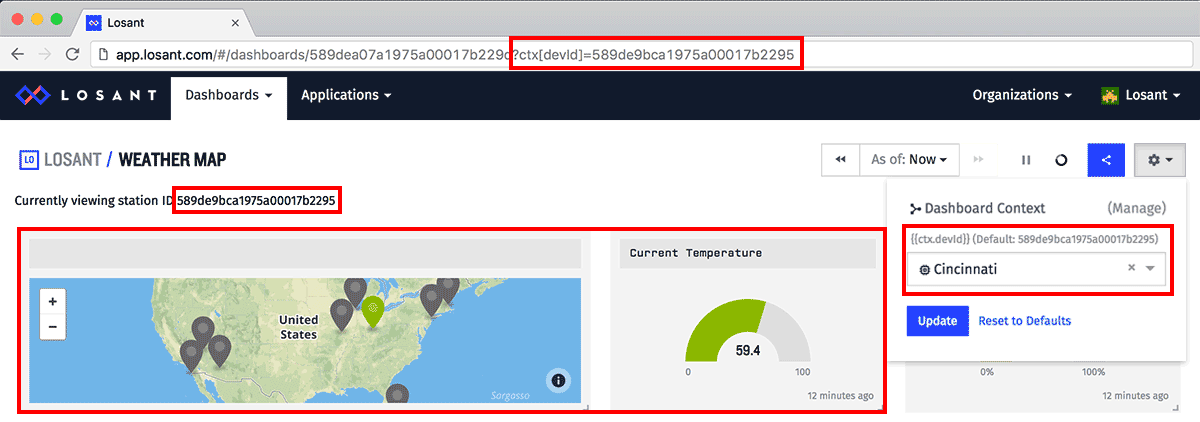 Losant
app.losant.com/#/dashboards/589dea07a1975a00017b229c?ctx[devId]=589de9bca1975a00017b2295
LOSANT Dashboards Applications Organizations Losant
LO LOSANT / WEATHER MAP As of: Now
Currently viewing station ID 589de9bca1975a00017b2295
Dashboard Context (Manage)
{{ctx.devId}} (Default: 589de9bca1975a00017b2295)
Cincinnati
Update Reset to Defaults
Current Temperature
+
−
United
States
Sargasso
59.4
0 100
12 minutes ago
0% 100%
12 minutes ago